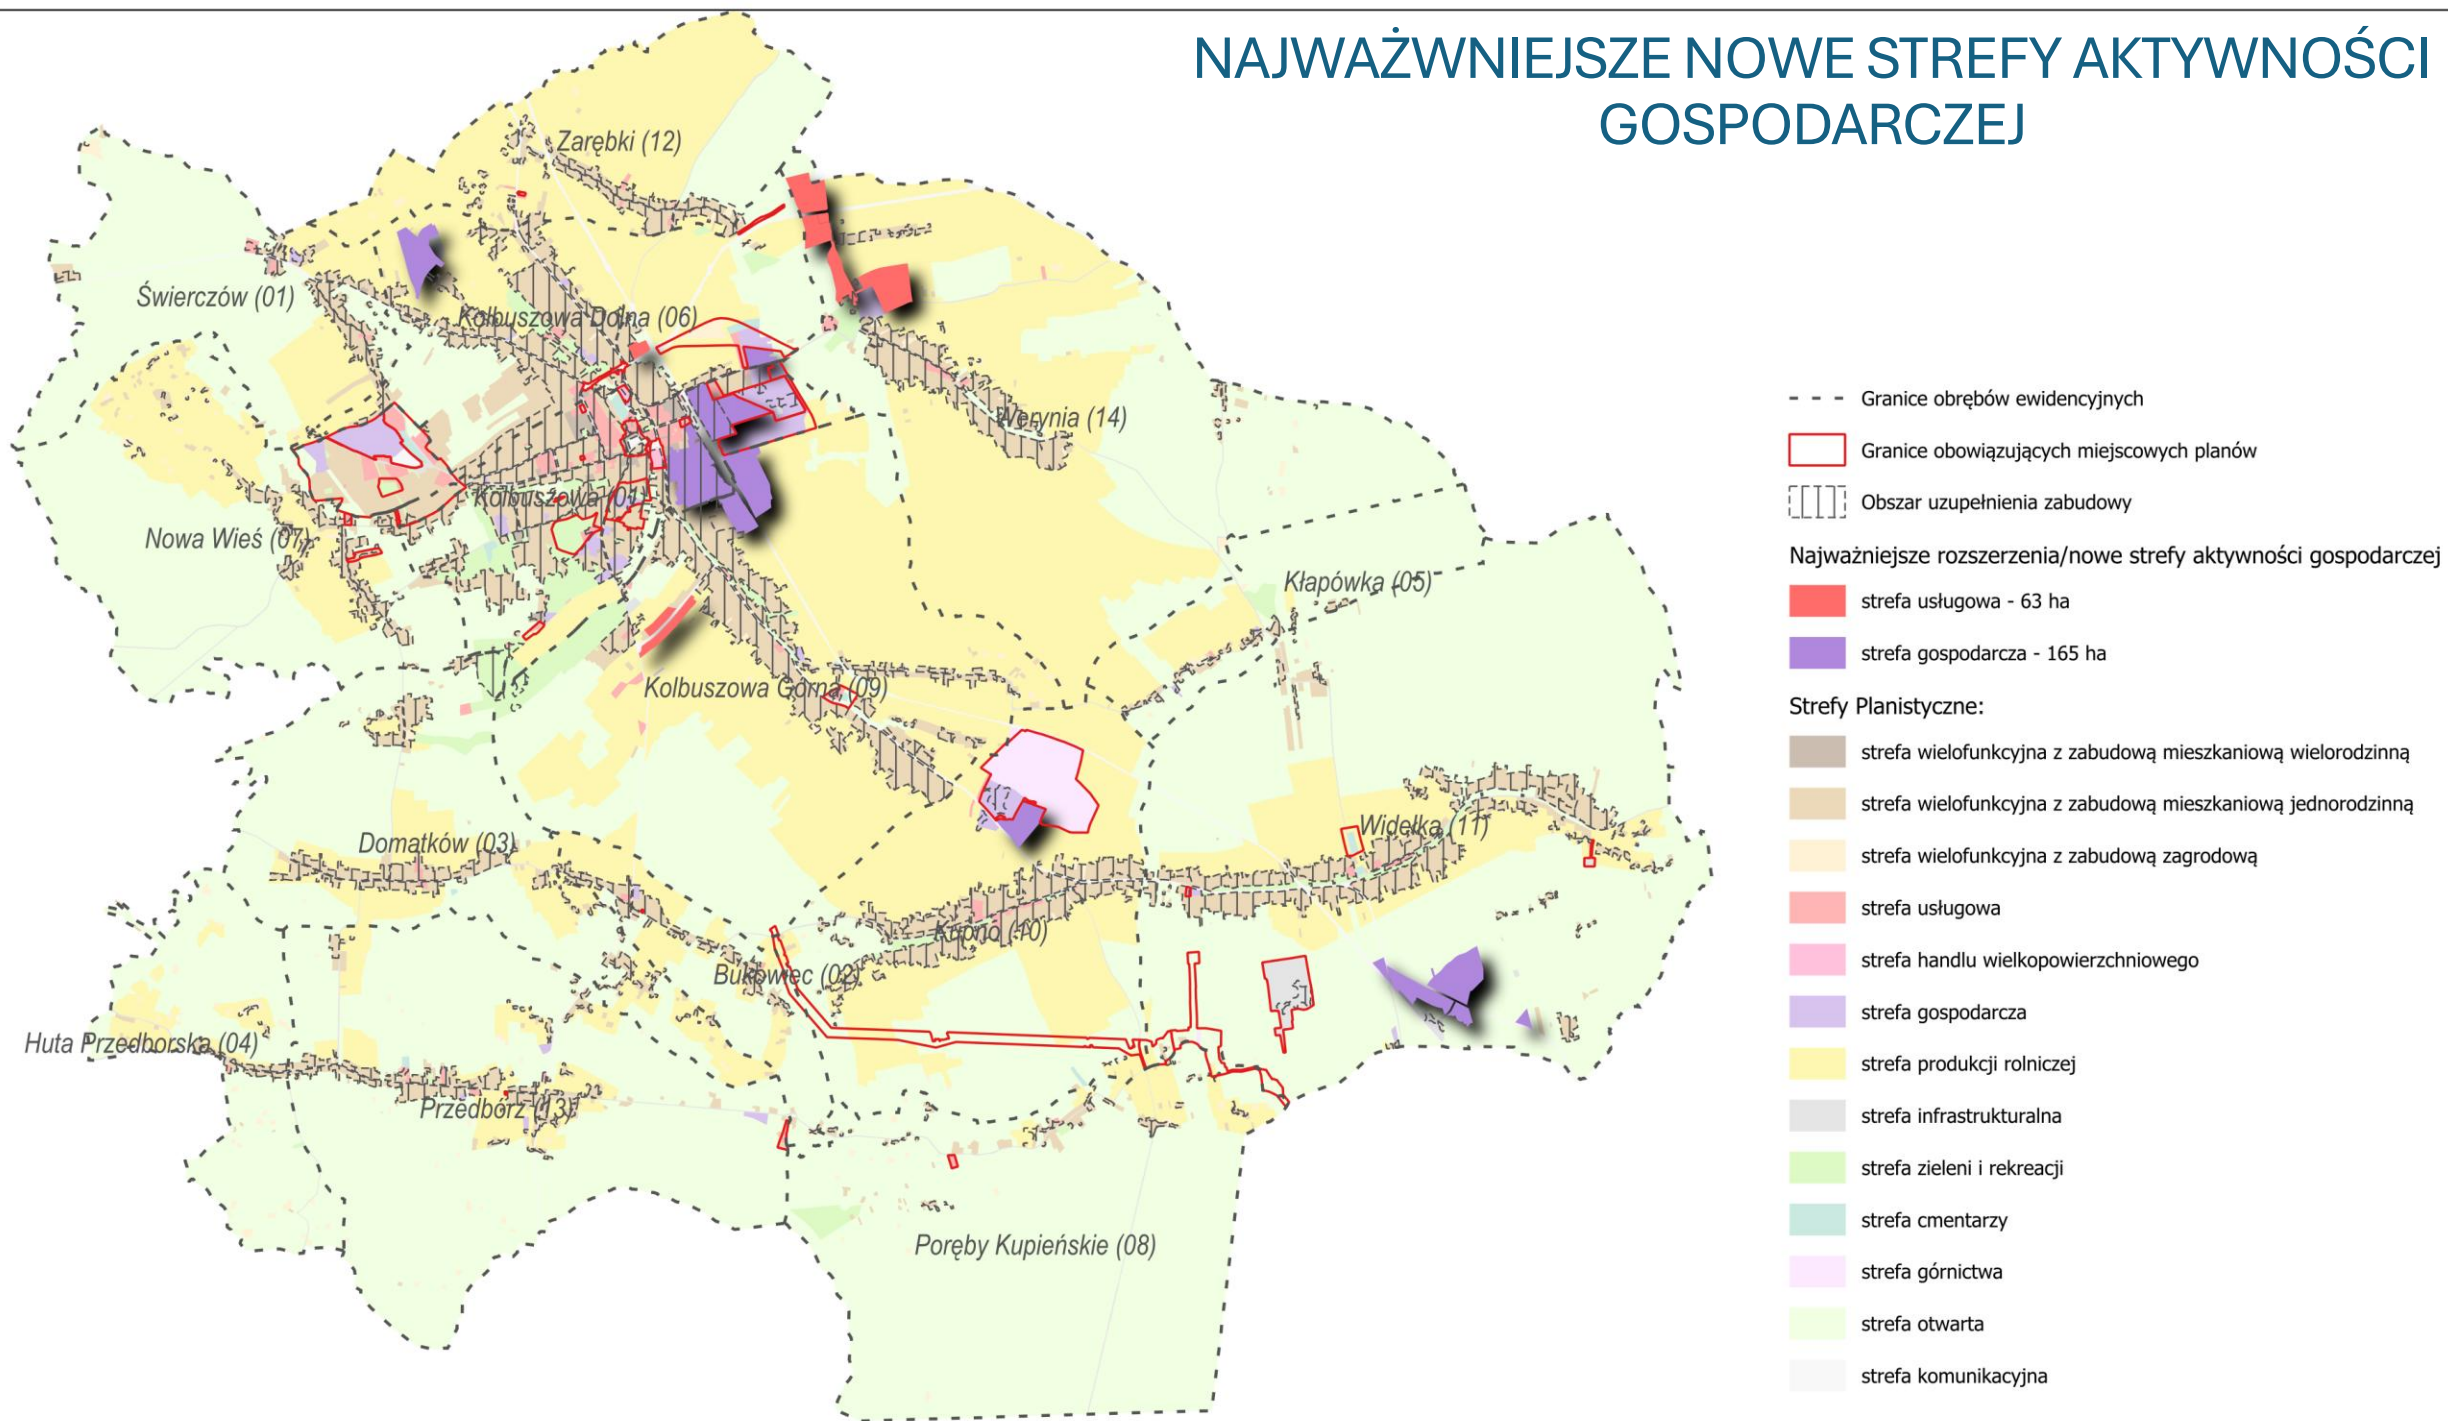 NAJWAŻWNIEJSZE NOWE STREFY AKTYWNOŚCI
GOSPODARCZEJ
Zarębki (12)
Świerczów (01)
Kolbuszowa Dolna (06)
Werynia (14)
Kolbuszowa (01)
Nowa Wieś (07)
Kłapówka (05)
Kolbuszowa Górna (09)
Domatków (03)
Widełka (11)
Kupno (10)
Bukowiec (02)
Huta Przedborska (04)
Przedbórz (13)
Poręby Kupieńskie (08)
Granice obrębów ewidencyjnych
Granice obowiązujących miejscowych planów
Obszar uzupełnienia zabudowy
Najważniejsze rozszerzenia/nowe strefy aktywności gospodarczej
strefa usługowa - 63 ha
strefa gospodarcza - 165 ha
Strefy Planistyczne:
strefa wielofunkcyjna z zabudową mieszkaniową wielorodzinną
strefa wielofunkcyjna z zabudową mieszkaniową jednorodzinną
strefa wielofunkcyjna z zabudową zagrodową
strefa usługowa
strefa handlu wielkopowierzchniowego
strefa gospodarcza
strefa produkcji rolniczej
strefa infrastrukturalna
strefa zieleni i rekreacji
strefa cmentarzy
strefa górnictwa
strefa otwarta
strefa komunikacyjna